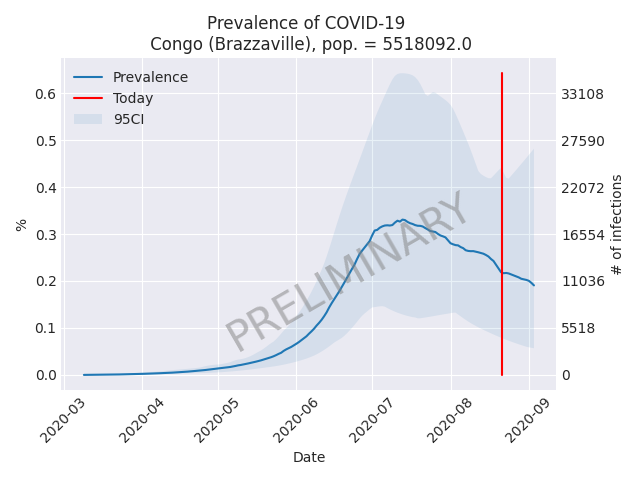 Prevalence of COVID-19
Congo (Brazzaville), pop. = 5518092.0
Prevalence
Today
95CI
PRELIMINARY
%
0.6
0.5
0.4
0.3
0.2
0.1
0.0
33108
27590
22072
16554
11036
5518
0
# of infections
2020-03
2020-04
2020-05
2020-06
2020-07
2020-08
2020-09
Date